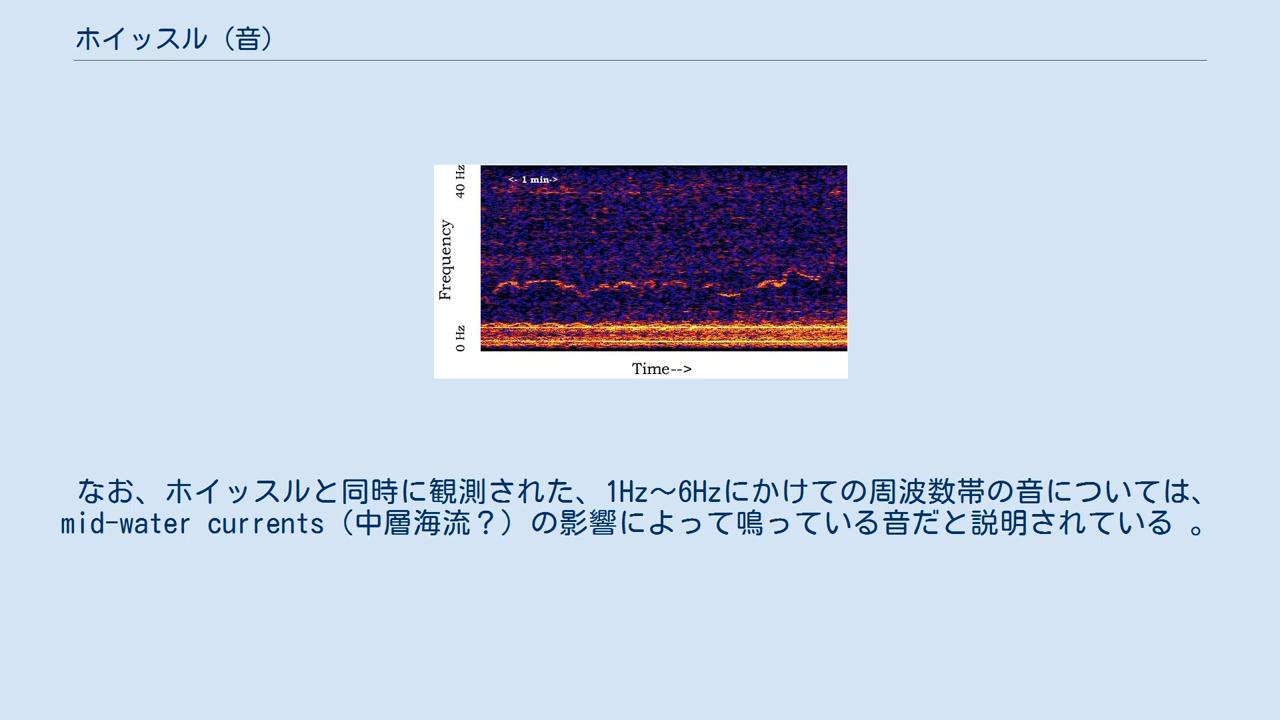 ホイッスル（音）
40 Hz
<- 1 min->
Frequency
0 Hz
Time-->
なお、ホイッスルと同時に観測された、1Hz～6Hzにかけての周波数帯の音については、
mid-water currents（中層海流？）の影響によって鳴っている音だと説明されている 。